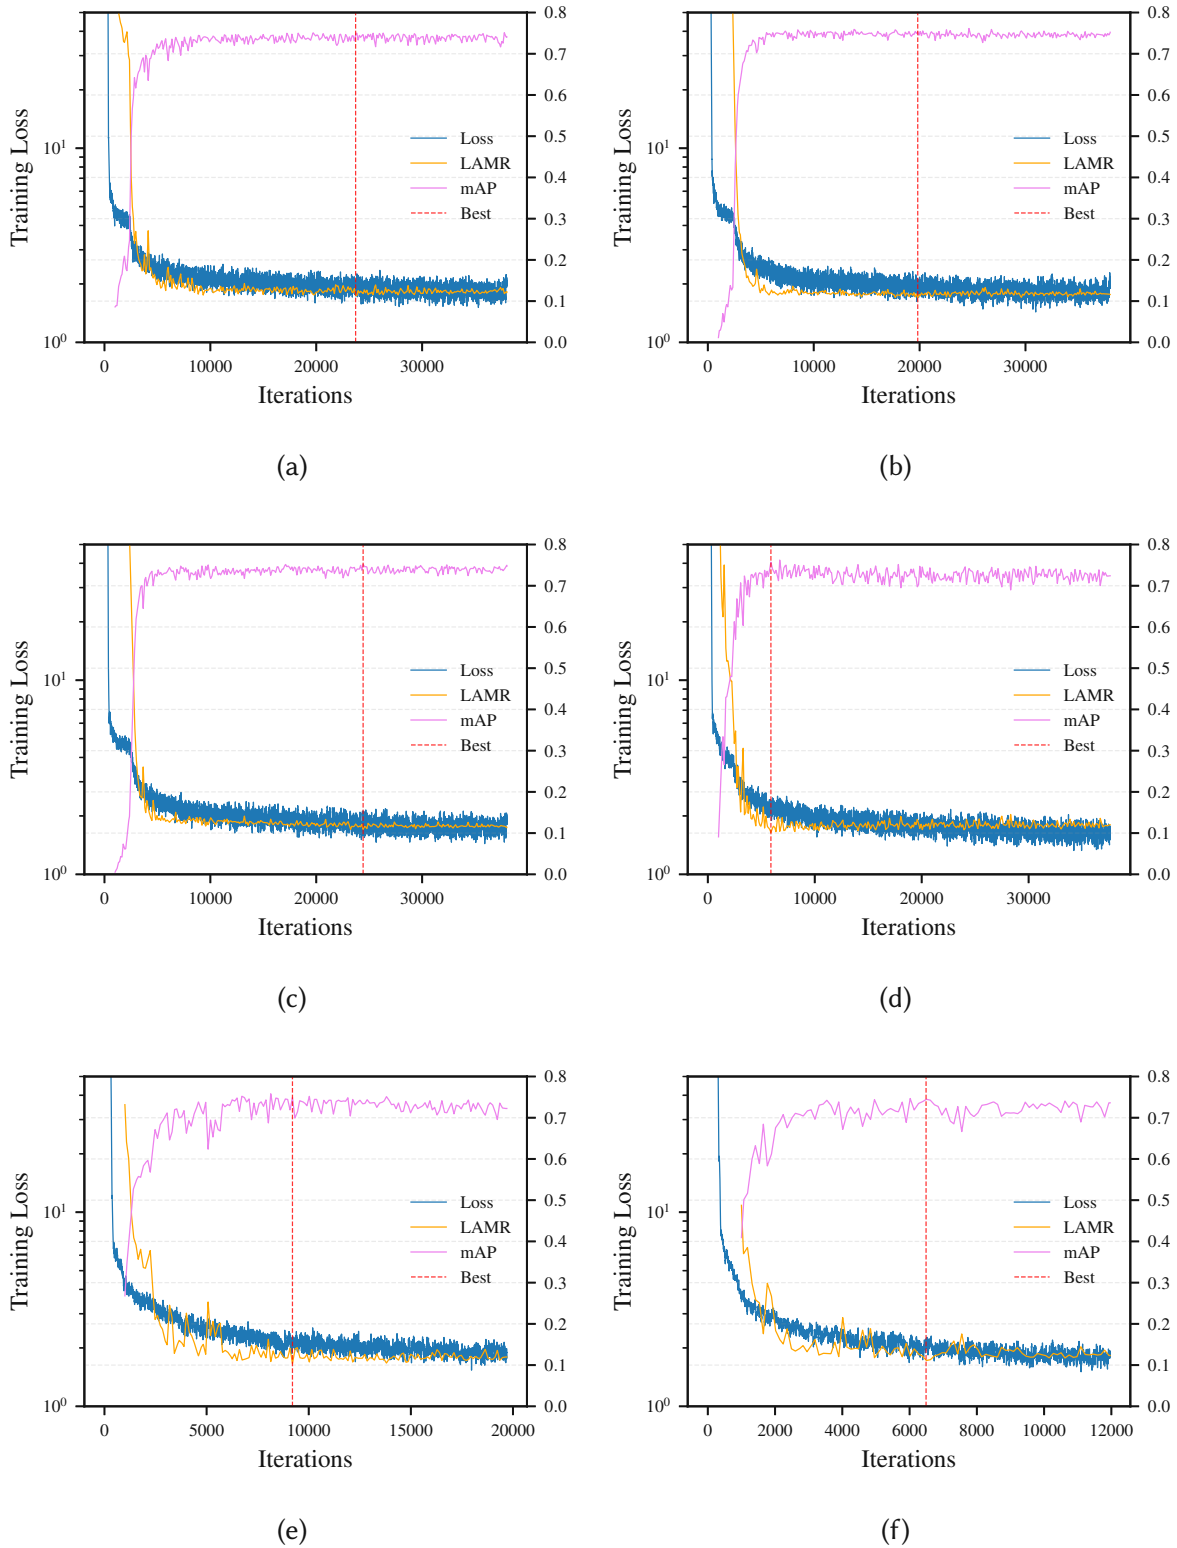 Training Loss
10¹
10⁰
0.8
0.7
0.6
0.5
0.4
0.3
0.2
0.1
0.0
Loss
LAMR
mAP
Best
0
10000
20000
30000
Iterations
(a)
Training Loss
10¹
10⁰
0.8
0.7
0.6
0.5
0.4
0.3
0.2
0.1
0.0
Loss
LAMR
mAP
Best
0
10000
20000
30000
Iterations
(b)
Training Loss
10¹
10⁰
0.8
0.7
0.6
0.5
0.4
0.3
0.2
0.1
0.0
Loss
LAMR
mAP
Best
0
10000
20000
30000
Iterations
(c)
Training Loss
10¹
10⁰
0.8
0.7
0.6
0.5
0.4
0.3
0.2
0.1
0.0
Loss
LAMR
mAP
Best
0
10000
20000
30000
Iterations
(d)
Training Loss
10¹
10⁰
0.8
0.7
0.6
0.5
0.4
0.3
0.2
0.1
0.0
Loss
LAMR
mAP
Best
0
5000
10000
15000
20000
Iterations
(e)
Training Loss
10¹
10⁰
0.8
0.7
0.6
0.5
0.4
0.3
0.2
0.1
0.0
Loss
LAMR
mAP
Best
0
2000
4000
6000
8000
10000
12000
Iterations
(f)